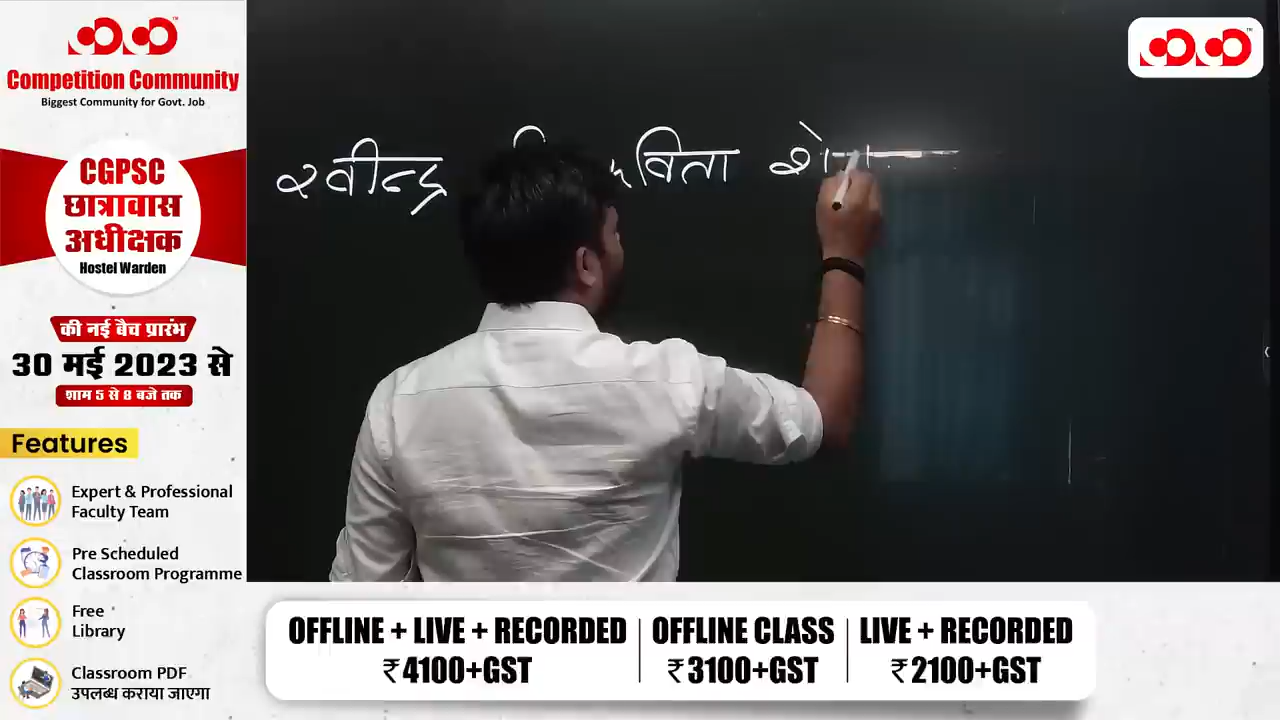 Competition Community
Biggest Community for Govt. Job
CGPSC
छात्रावास
अधीक्षक
Hostel Warden
की नई बैच प्रारंभ
30 मई 2023 से
शाम 5 से 8 बजे तक
Features
Expert & Professional
Faculty Team
Pre Scheduled
Classroom Programme
Free
Library
Classroom PDF
उपलब्ध कराया जाएगा
रवीन्द्र
OFFLINE + LIVE + RECORDED
₹4100+GST
OFFLINE CLASS
₹3100+GST
LIVE + RECORDED
₹2100+GST